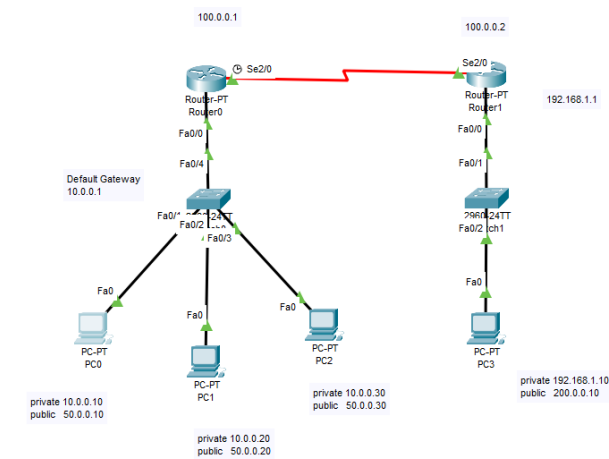 100.0.0.1
100.0.0.2
Se2/0
Se2/0
Router-PT
Router0
Router-PT
Router1
192.168.1.1
Fa0/0
Fa0/0
Fa0/4
Fa0/1
Default Gateway
10.0.0.1
Fa0/2
Fa0/3
Fa0/2
Fa0
Fa0
Fa0
Fa0
PC-PT
PC0
PC-PT
PC1
PC-PT
PC2
PC-PT
PC3
private 10.0.0.10
public 50.0.0.10
private 10.0.0.20
public 50.0.0.20
private 10.0.0.30
public 50.0.0.30
private 192.168.1.10
public 200.0.0.10